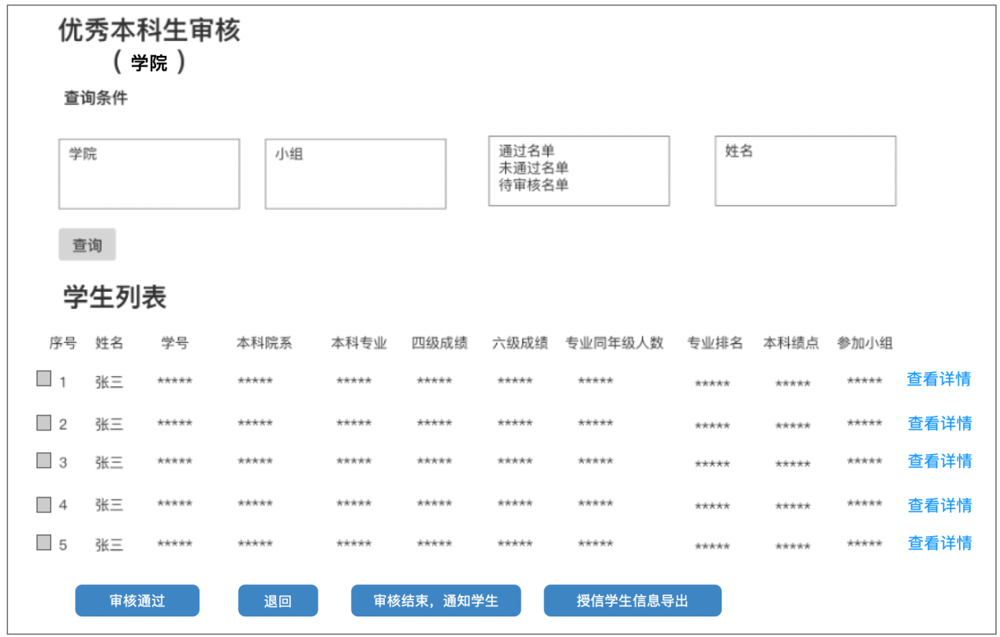 优秀本科生审核
（ 学院 ）
查询条件
学院 小组 通过名单 姓名
未通过名单
待审核名单
查询
学生列表
序号 姓名 学号 本科院系 本科专业 四级成绩 六级成绩 专业同年级人数 专业排名 本科绩点 参加小组
1 张三 ***** ***** ***** ***** ***** ***** ***** ***** ***** 查看详情
2 张三 ***** ***** ***** ***** ***** ***** ***** ***** ***** 查看详情
3 张三 ***** ***** ***** ***** ***** ***** ***** ***** ***** 查看详情
4 张三 ***** ***** ***** ***** ***** ***** ***** ***** ***** 查看详情
5 张三 ***** ***** ***** ***** ***** ***** ***** ***** ***** 查看详情
审核通过 退回 审核结束，通知学生 授信学生信息导出